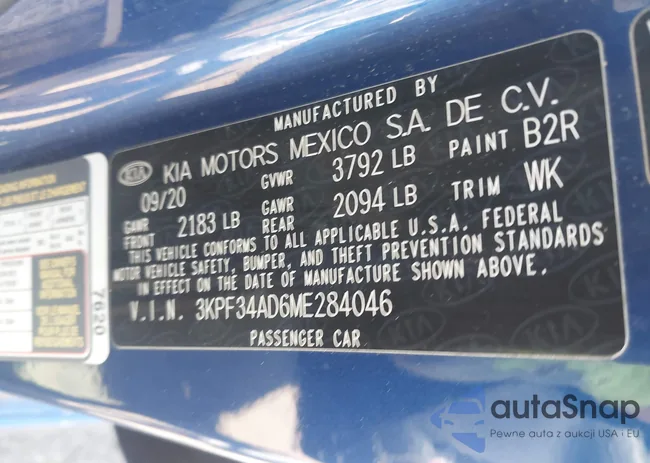 MANUFACTURED BY
KIA KIA MOTORS MEXICO S.A. DE C.V.
09/20 GVWR 3792 LB PAINT B2R
GAWR FRONT 2183 LB GAWR REAR 2094 LB TRIM WK
THIS VEHICLE CONFORMS TO ALL APPLICABLE U.S.A. FEDERAL
MOTOR VEHICLE SAFETY, BUMPER, AND THEFT PREVENTION STANDARDS
IN EFFECT ON THE DATE OF MANUFACTURE SHOWN ABOVE.
V.I.N. 3KPF34AD6ME284046
PASSENGER CAR
7620
autaSnap
Pewne auta z aukcji USA i EU